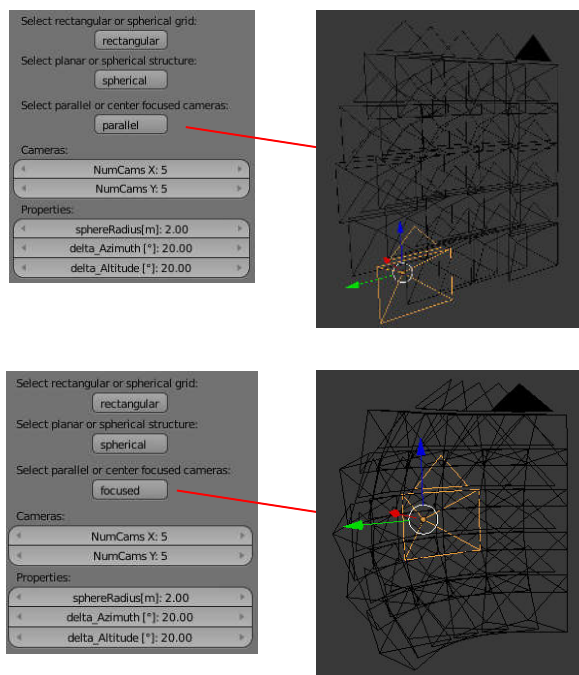 Select rectangular or spherical grid:
rectangular
Select planar or spherical structure:
spherical
Select parallel or center focused cameras:
parallel
Cameras:
NumCams X: 5
NumCams Y: 5
Properties:
sphereRadius[m]: 2.00
delta_Azimuth [°]: 20.00
delta_Altitude [°]: 20.00
Select rectangular or spherical grid:
rectangular
Select planar or spherical structure:
spherical
Select parallel or center focused cameras:
focused
Cameras:
NumCams X: 5
NumCams Y: 5
Properties:
sphereRadius[m]: 2.00
delta_Azimuth [°]: 20.00
delta_Altitude [°]: 20.00